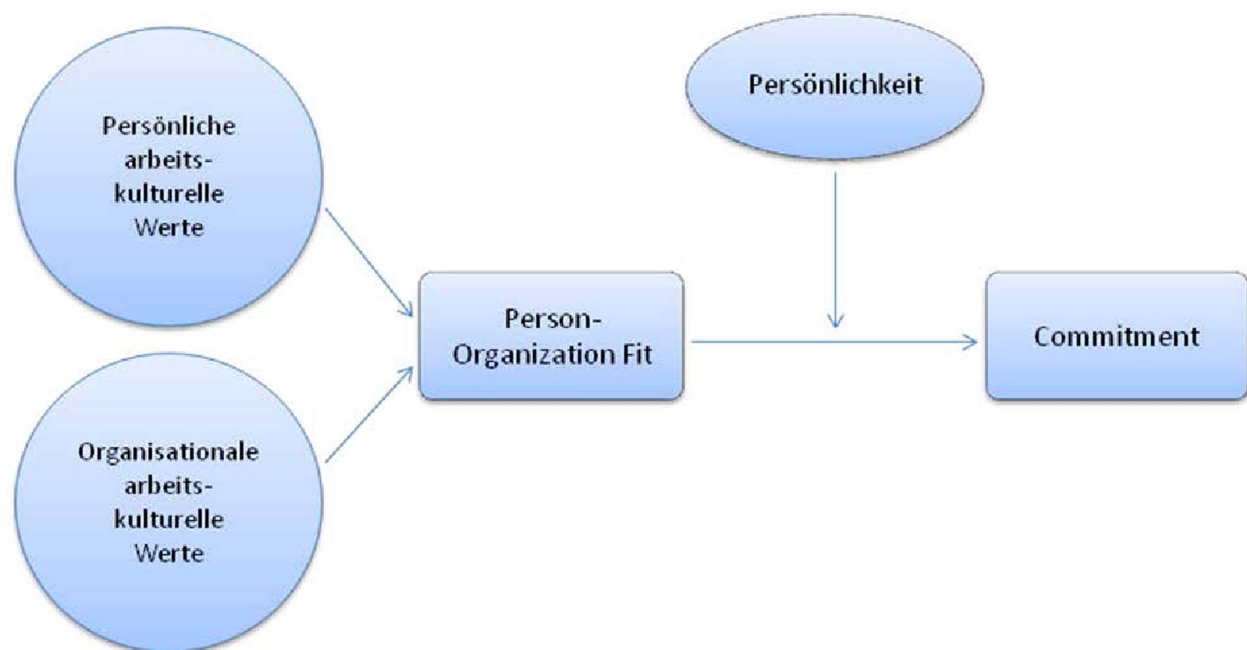 Persönlichkeit
Persönliche
arbeits-
kulturelle
Werte
Person-
Organization Fit
Commitment
Organisationale
arbeits-
kulturelle
Werte